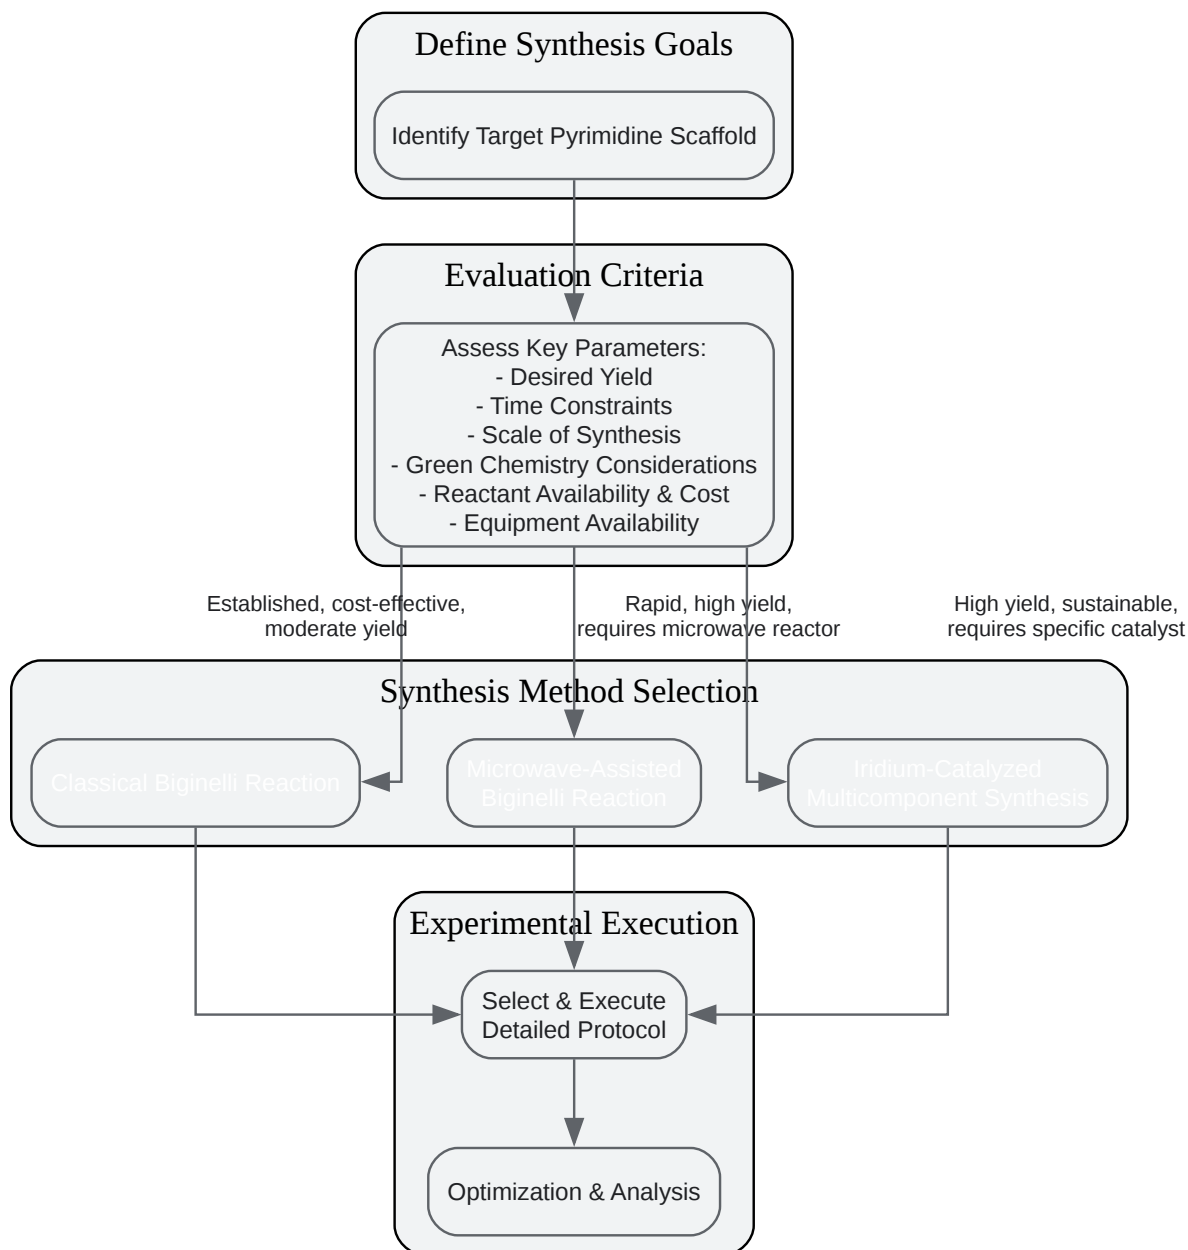 Define Synthesis Goals
Identify Target Pyrimidine Scaffold
Evaluation Criteria
Assess Key Parameters:
- Desired Yield
- Time Constraints
- Scale of Synthesis
- Green Chemistry Considerations
- Reactant Availability & Cost
- Equipment Availability
Established, cost-effective,
moderate yield
Rapid, high yield,
requires microwave reactor
High yield, sustainable,
requires specific catalyst
Synthesis Method Selection
Classical Biginelli Reaction
Microwave-Assisted
Biginelli Reaction
Iridium-Catalyzed
Multicomponent Synthesis
Experimental Execution
Select & Execute
Detailed Protocol
Optimization & Analysis